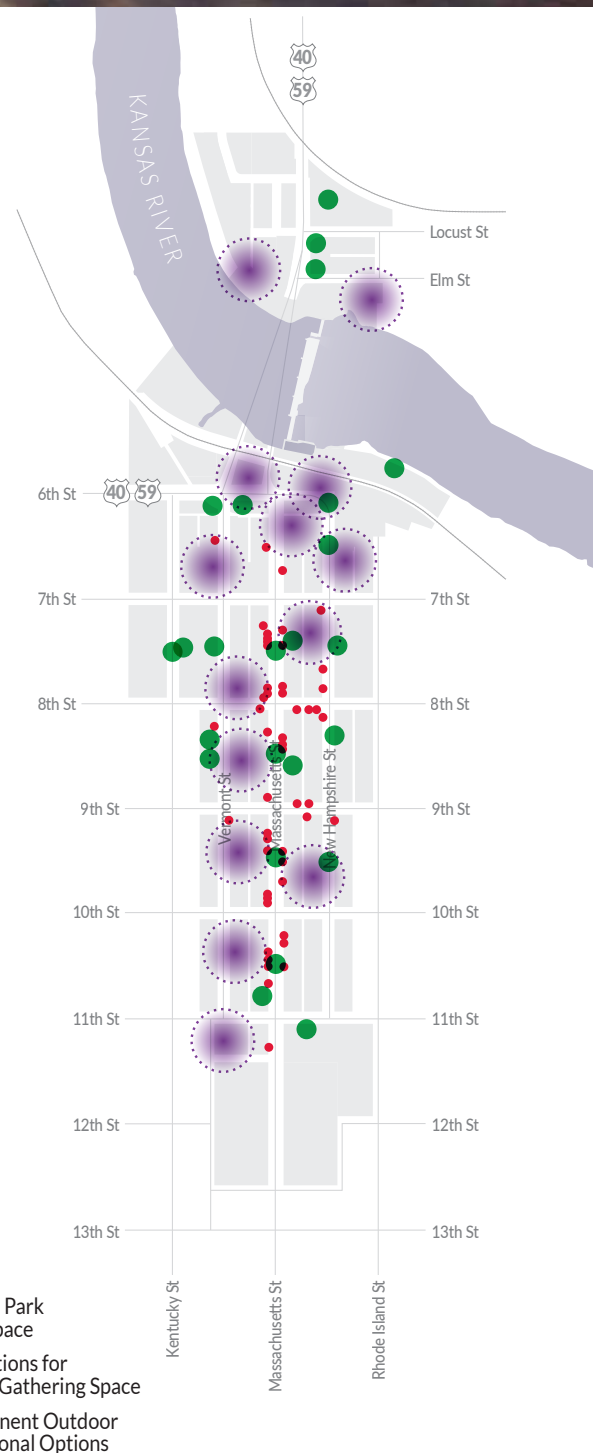 40
59
KANSAS RIVER
Locust St
Elm St
6th St
40 59
7th St
7th St
8th St
8th St
Vermont St
Massachusetts St
New Hampshire St
9th St
9th St
10th St
10th St
11th St
11th St
12th St
12th St
13th St
13th St
Kentucky St
Massachusetts St
Rhode Island St
Park
pace
tions for
Gathering Space
nent Outdoor
onal Options